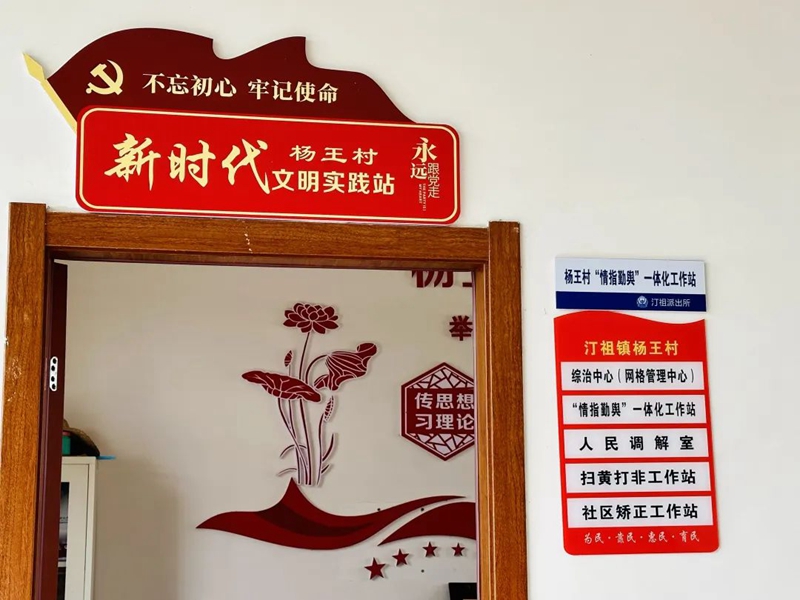 不忘初心 牢记使命
新时代
杨王村
文明实践站
永远
跟党走
杨王村“情指勤舆”一体化工作站
汀祖派出所
汀祖镇杨王村
综治中心（网格管理中心）
“情指勤舆”一体化工作站
人民调解室
扫黄打非工作站
社区矫正工作站
为民·惠民·育民
举
传思想
习理论